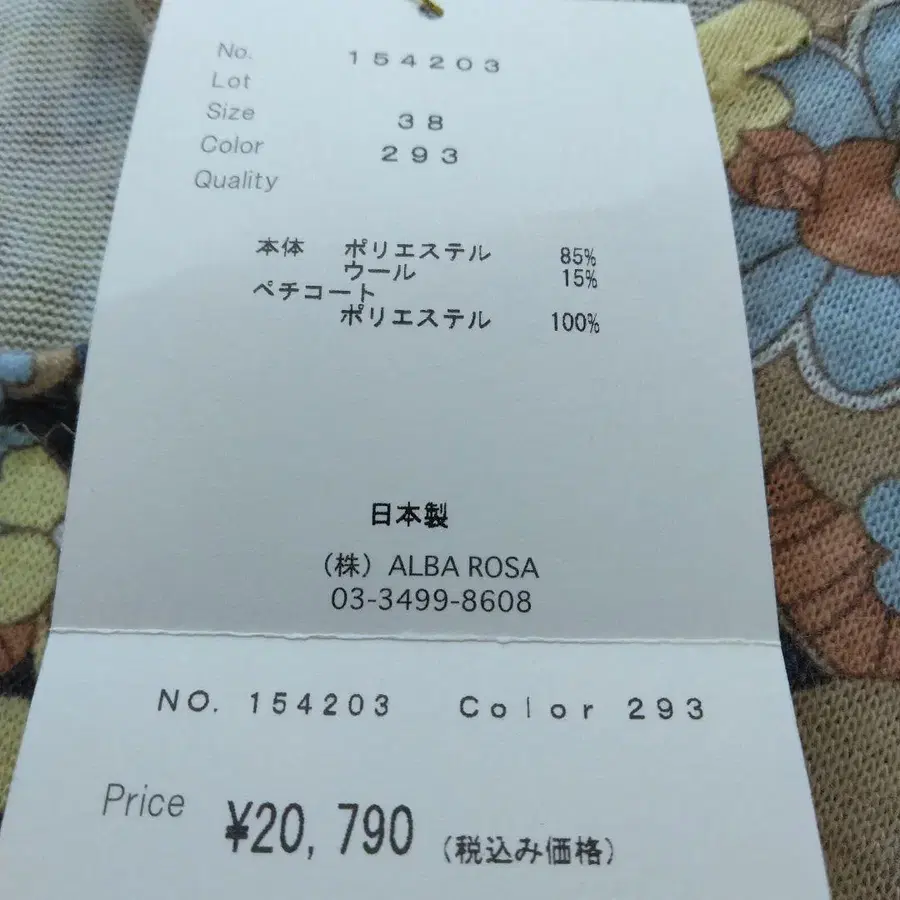 No. 154203
Lot
Size 38
Color 293
Quality
本体 ポリエステル 85%
ウール 15%
ペチコート
ポリエステル 100%
日本製
(株) ALBA ROSA
03-3499-8608
NO. 154203 Color 293
Price ¥20,790 (税込み価格)